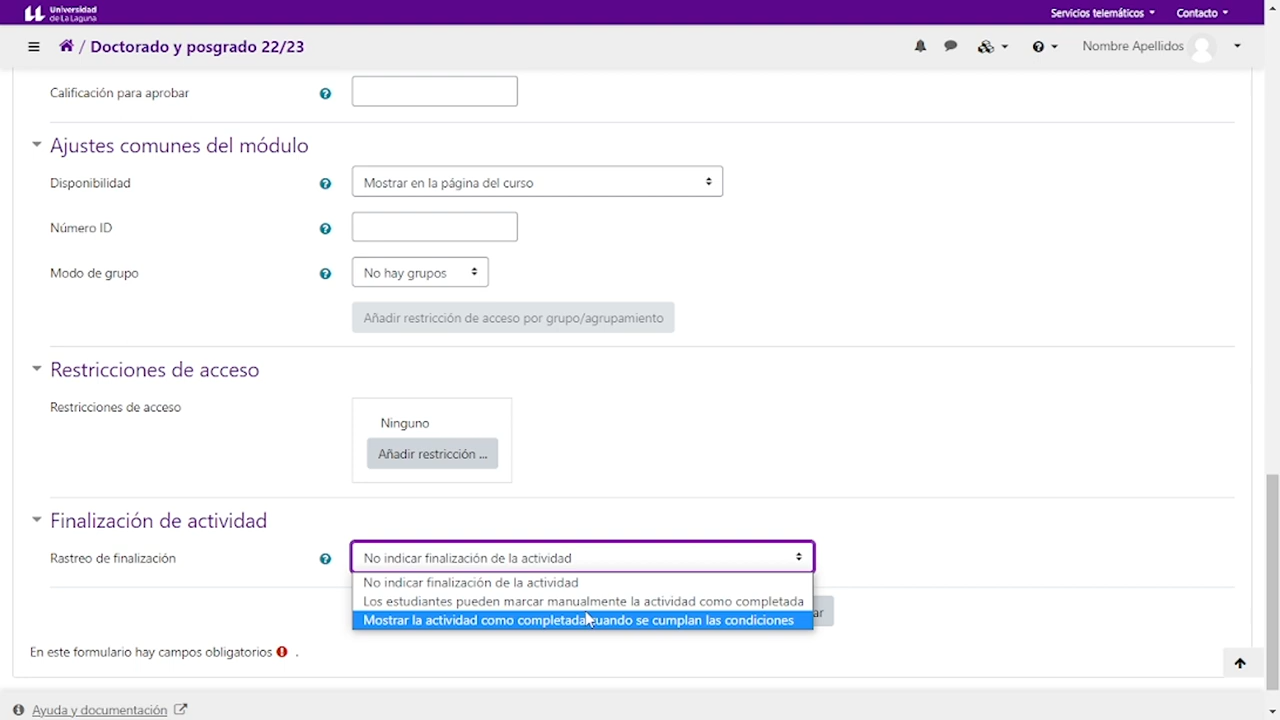 Universidad
de La Laguna
Servicios telemáticos
Contacto
/ Doctorado y posgrado 22/23
Nombre Apellidos
Calificación para aprobar
Ajustes comunes del módulo
Disponibilidad
Mostrar en la página del curso
Número ID
Modo de grupo
No hay grupos
Añadir restricción de acceso por grupo/agrupamiento
Restricciones de acceso
Restricciones de acceso
Ninguno
Añadir restricción ...
Finalización de actividad
Rastreo de finalización
No indicar finalización de la actividad
No indicar finalización de la actividad
Los estudiantes pueden marcar manualmente la actividad como completada
ar
Mostrar la actividad como completada cuando se cumplan las condiciones
En este formulario hay campos obligatorios .
Ayuda y documentación